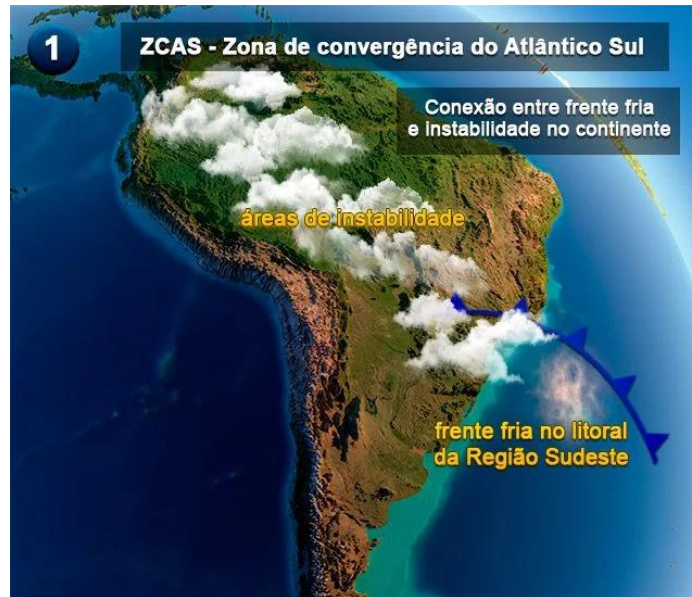 1
ZCAS - Zona de convergência do Atlântico Sul
Conexão entre frente fria
e instabilidade no continente
áreas de instabilidade
frente fria no litoral
da Região Sudeste